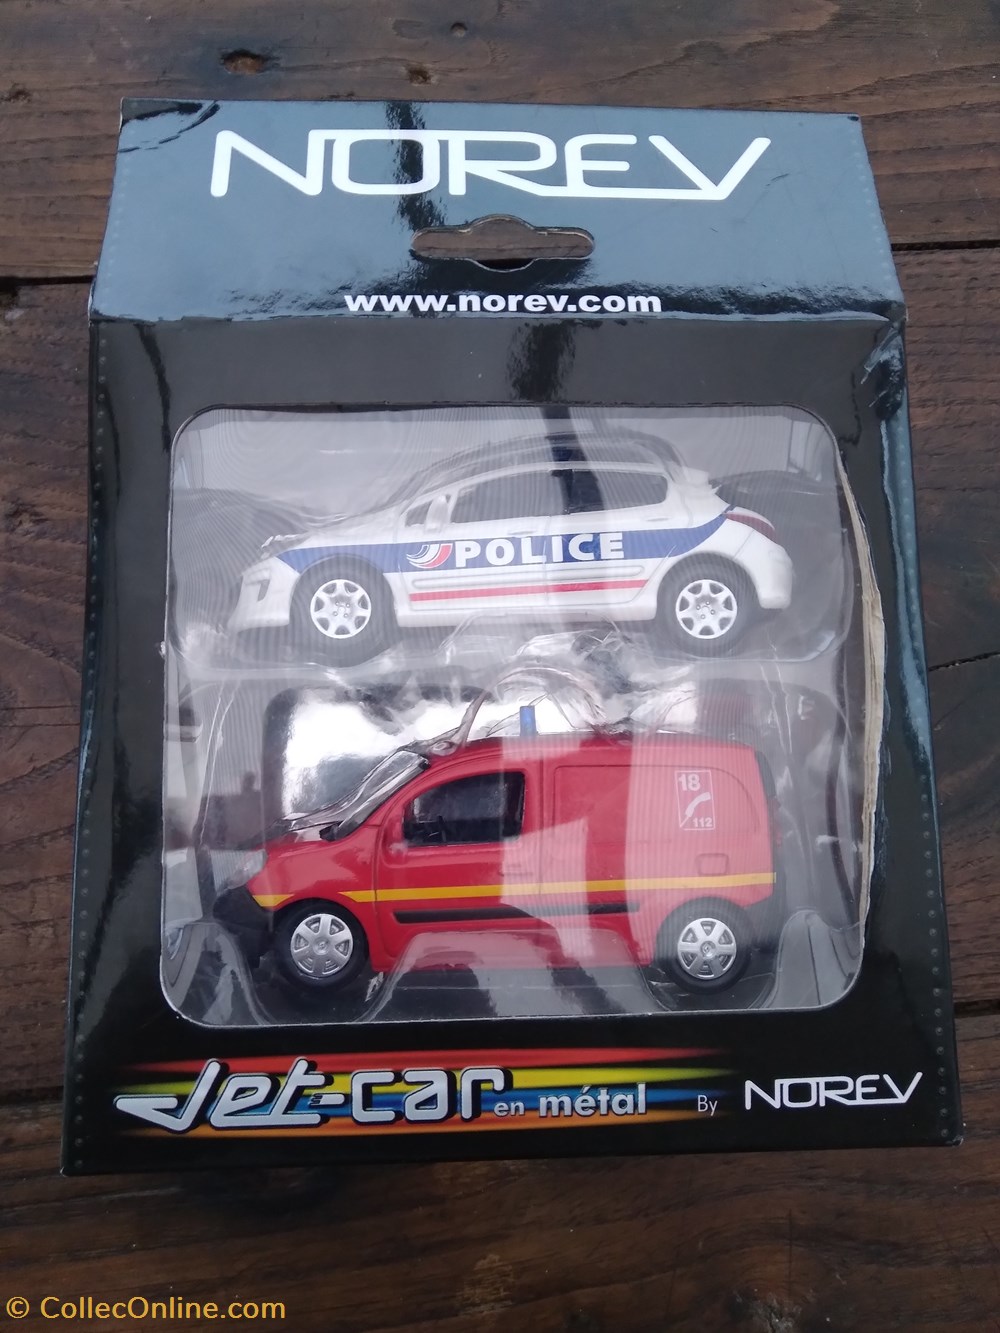 NOREV
www.norev.com
POLICE
18
112
Jet-car en métal By NOREV
© CollecOnline.com